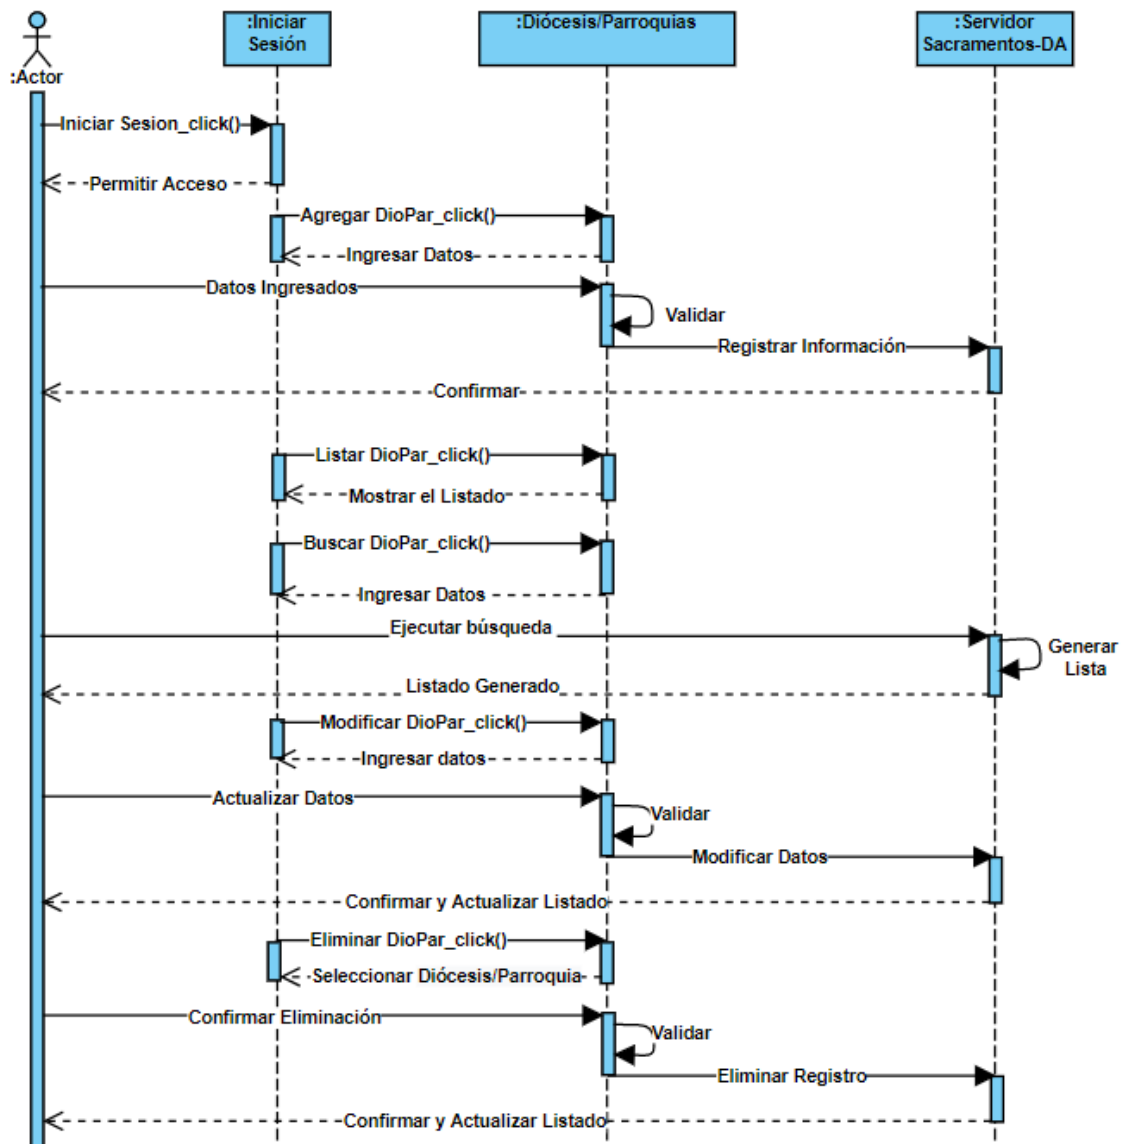 :Iniciar
Sesión
:Diócesis/Parroquias
:Servidor
Sacramentos-DA
:Actor
Iniciar Sesion_click()
Permitir Acceso
Agregar DioPar_click()
Ingresar Datos
Datos Ingresados
Validar
Registrar Información
Confirmar
Listar DioPar_click()
Mostrar el Listado
Buscar DioPar_click()
Ingresar Datos
Ejecutar búsqueda
Generar
Lista
Listado Generado
Modificar DioPar_click()
Ingresar datos
Actualizar Datos
Validar
Modificar Datos
Confirmar y Actualizar Listado
Eliminar DioPar_click()
Seleccionar Diócesis/Parroquia
Confirmar Eliminación
Validar
Eliminar Registro
Confirmar y Actualizar Listado